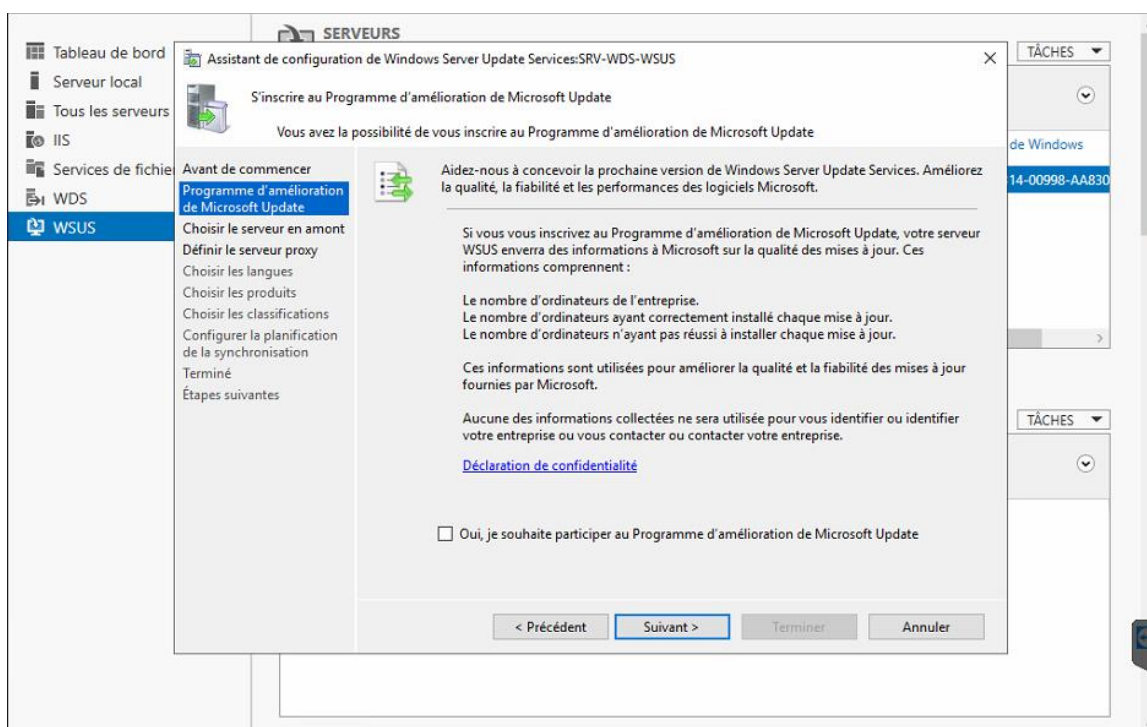 SERVEURS
Tableau de bord
Serveur local
Tous les serveurs
IIS
Services de fichie
WDS
WSUS
TÂCHES
de Windows
14-00998-AA830
TÂCHES
Assistant de configuration de Windows Server Update Services:SRV-WDS-WSUS
S'inscrire au Programme d'amélioration de Microsoft Update
Vous avez la possibilité de vous inscrire au Programme d'amélioration de Microsoft Update
Avant de commencer
Programme d'amélioration
de Microsoft Update
Choisir le serveur en amont
Définir le serveur proxy
Choisir les langues
Choisir les produits
Choisir les classifications
Configurer la planification
de la synchronisation
Terminé
Étapes suivantes
Aidez-nous à concevoir la prochaine version de Windows Server Update Services. Améliorez
la qualité, la fiabilité et les performances des logiciels Microsoft.
Si vous vous inscrivez au Programme d'amélioration de Microsoft Update, votre serveur
WSUS enverra des informations à Microsoft sur la qualité des mises à jour. Ces
informations comprennent :
Le nombre d'ordinateurs de l'entreprise.
Le nombre d'ordinateurs ayant correctement installé chaque mise à jour.
Le nombre d'ordinateurs n'ayant pas réussi à installer chaque mise à jour.
Ces informations sont utilisées pour améliorer la qualité et la fiabilité des mises à jour
fournies par Microsoft.
Aucune des informations collectées ne sera utilisée pour vous identifier ou identifier
votre entreprise ou vous contacter ou contacter votre entreprise.
Déclaration de confidentialité
Oui, je souhaite participer au Programme d'amélioration de Microsoft Update
< Précédent
Suivant >
Terminer
Annuler